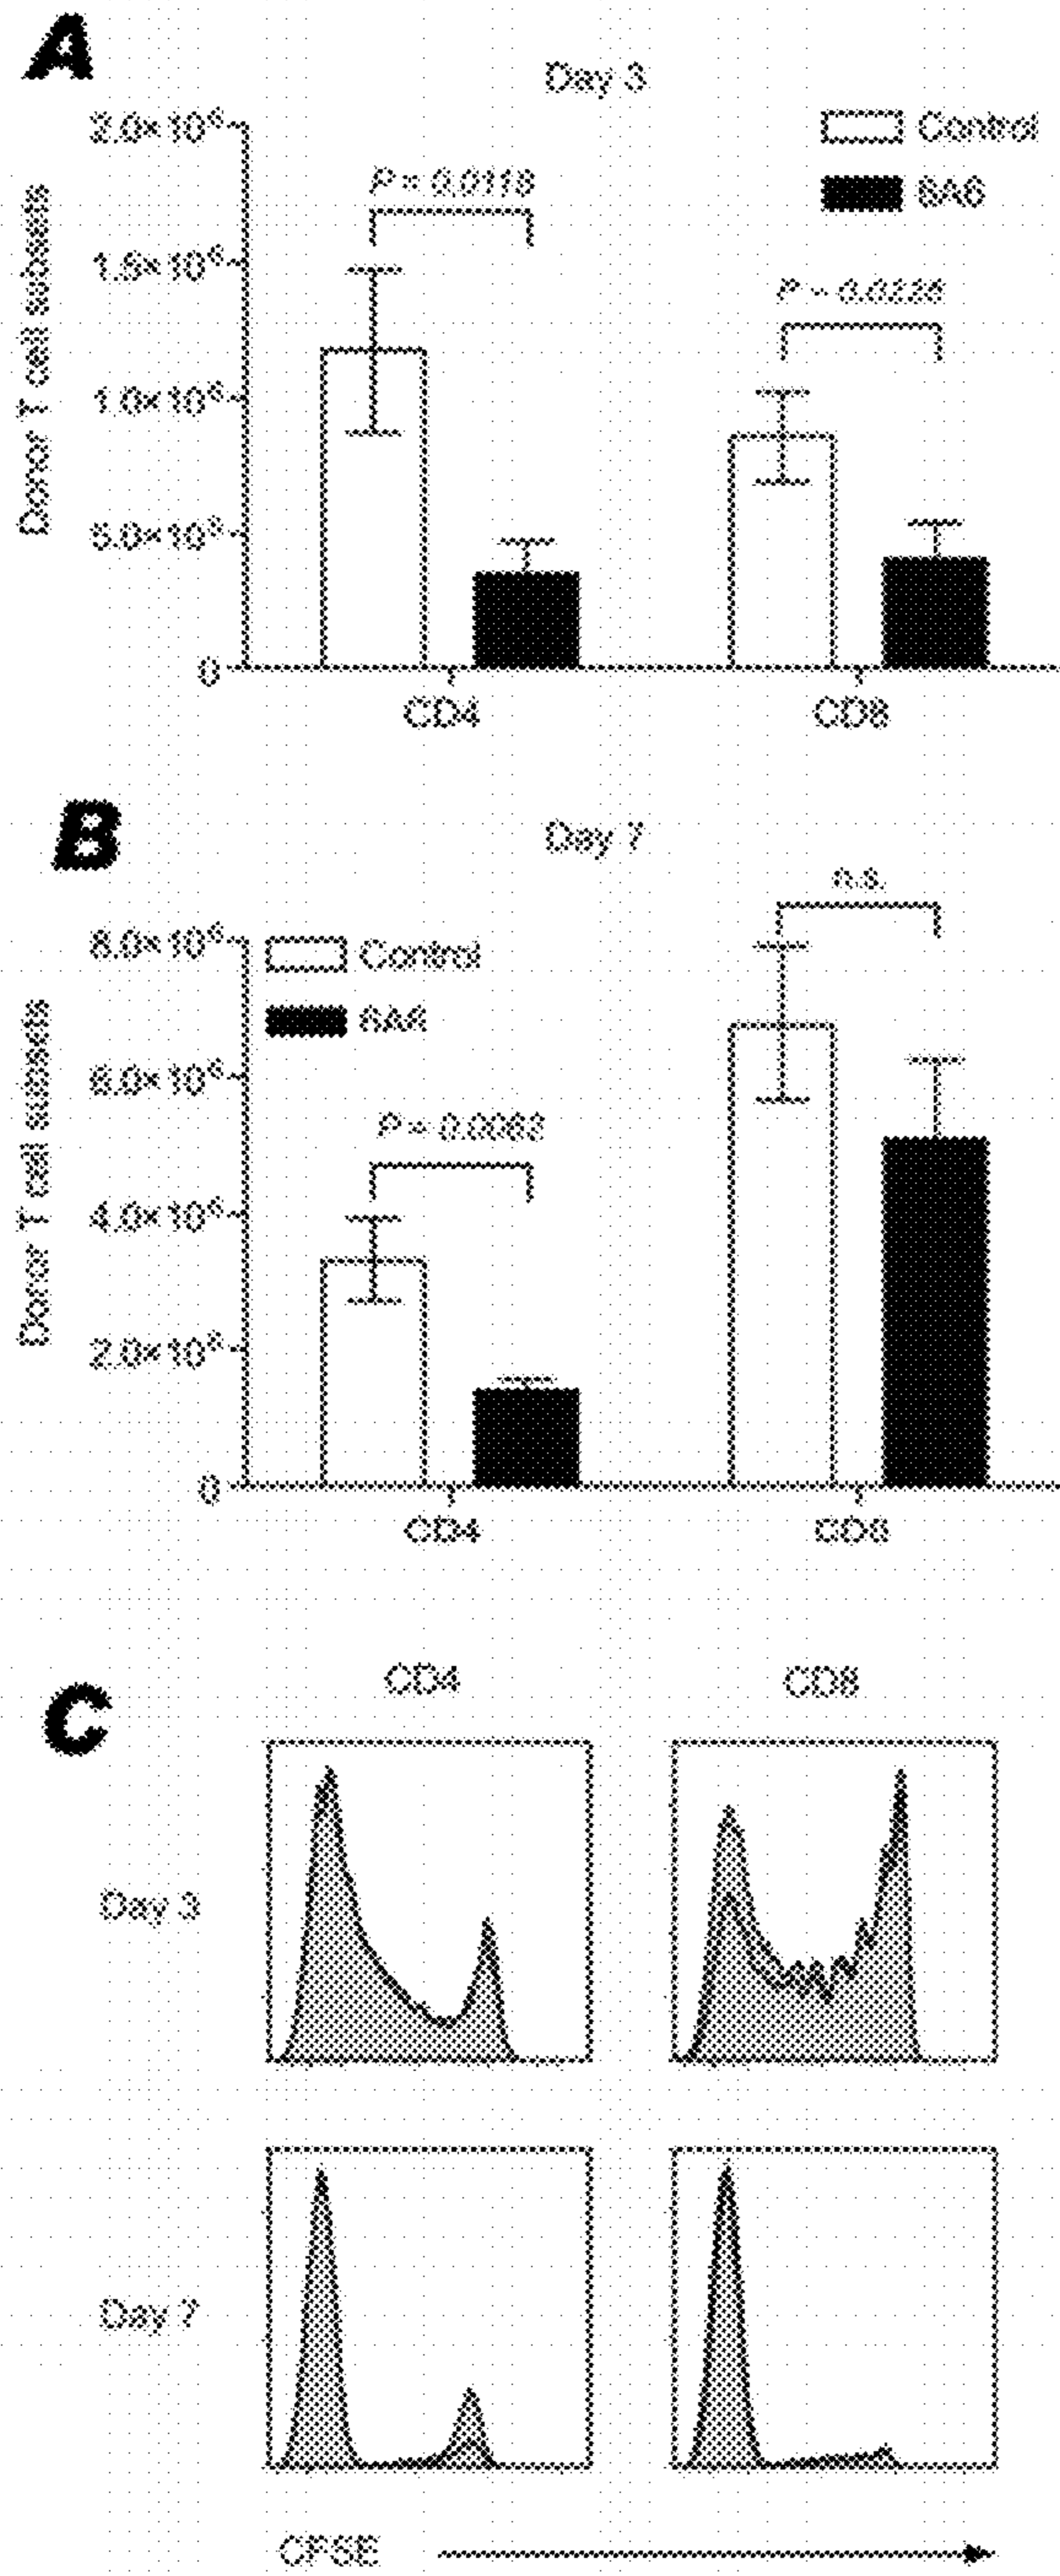 A
Day 3
2.0×10⁶
Control
P = 0.0118
Donor T cell subsets
1.5×10⁶
P =
1.0×10⁶
5.0×10⁵
0
CD4 CD8
B
Day 7
n.s.
8.0×10⁶
Control
Donor T cell subsets
6.0×10⁶
P =
4.0×10⁶
2.0×10⁶
0
CD4 CD8
C
CD4 CD8
Day 3
Day 7
CFSE